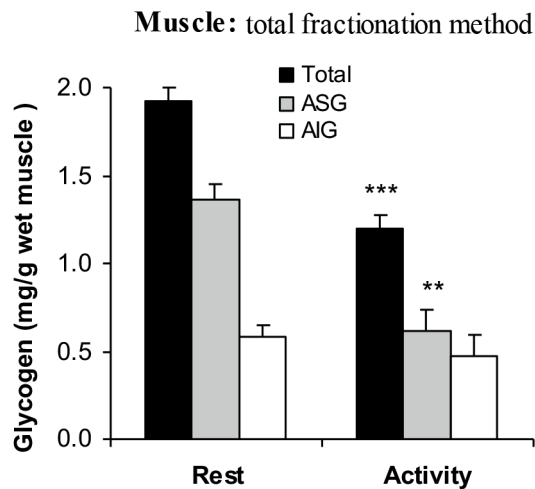 Muscle: total fractionation method
Total
ASG
AIG
Glycogen (mg/g wet muscle )
2.0
1.5
1.0
0.5
0.0
***
**
Rest
Activity